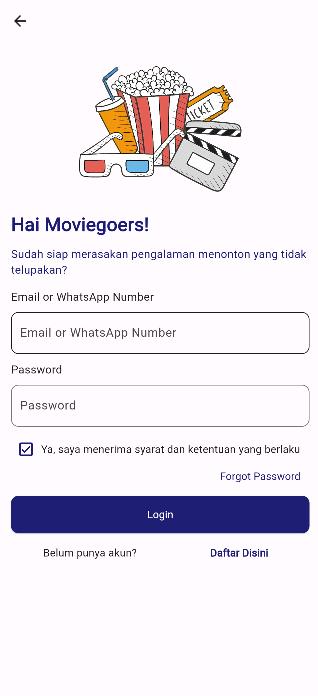 TICKET
Hai Moviegoers!
Sudah siap merasakan pengalaman menonton yang tidak
telupakan?
Email or WhatsApp Number
Email or WhatsApp Number
Password
Password
Ya, saya menerima syarat dan ketentuan yang berlaku
Forgot Password
Login
Belum punya akun? Daftar Disini